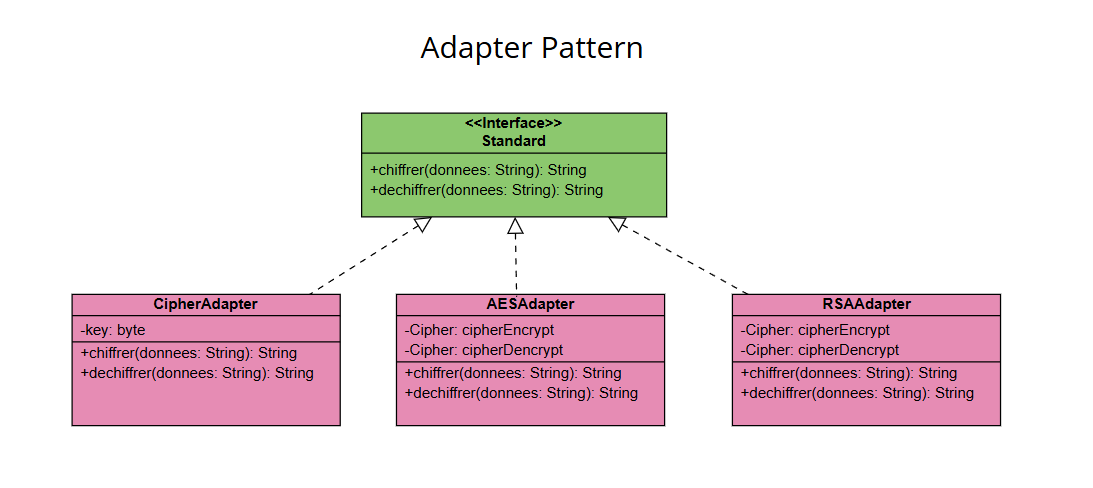 Adapter Pattern
<<Interface>>
Standard
+chiffrer(donnees: String): String
+dechiffrer(donnees: String): String
CipherAdapter
-key: byte
+chiffrer(donnees: String): String
+dechiffrer(donnees: String): String
AESAdapter
-Cipher: cipherEncrypt
-Cipher: cipherDencrypt
+chiffrer(donnees: String): String
+dechiffrer(donnees: String): String
RSAAdapter
-Cipher: cipherEncrypt
-Cipher: cipherDencrypt
+chiffrer(donnees: String): String
+dechiffrer(donnees: String): String